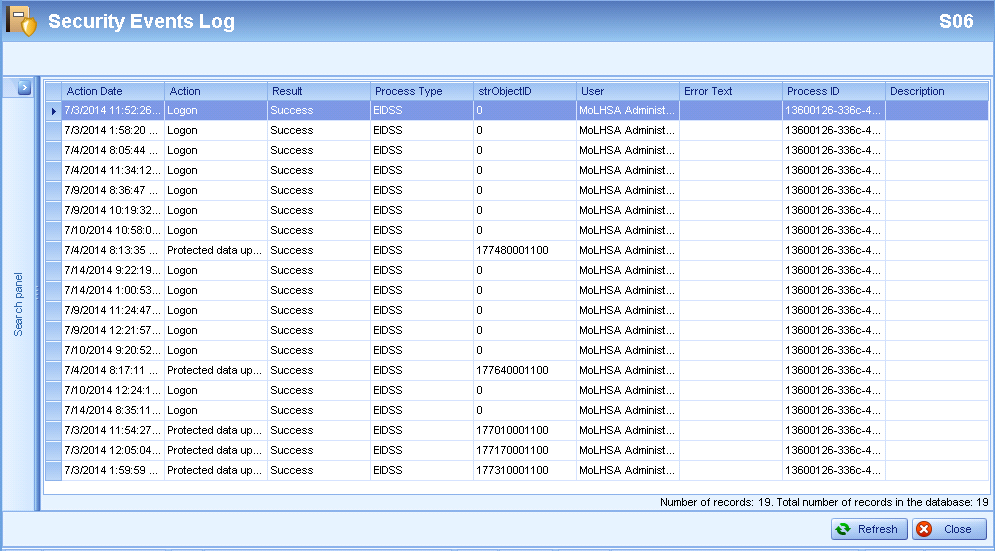 Security Events Log S06
Action Date Action Result Process Type strObjectID User Error Text Process ID Description
7/3/2014 11:52:26... Logon Success EIDSS 0 MoLHSA Administ... 13600126-336c-4...
7/3/2014 1:58:20 ... Logon Success EIDSS 0 MoLHSA Administ... 13600126-336c-4...
7/4/2014 8:05:44 ... Logon Success EIDSS 0 MoLHSA Administ... 13600126-336c-4...
7/4/2014 11:34:12... Logon Success EIDSS 0 MoLHSA Administ... 13600126-336c-4...
7/9/2014 8:36:47 ... Logon Success EIDSS 0 MoLHSA Administ... 13600126-336c-4...
7/9/2014 10:19:32... Logon Success EIDSS 0 MoLHSA Administ... 13600126-336c-4...
7/10/2014 10:58:0... Logon Success EIDSS 0 MoLHSA Administ... 13600126-336c-4...
7/4/2014 8:13:35 ... Protected data up... Success EIDSS 177480001100 MoLHSA Administ... 13600126-336c-4...
7/14/2014 9:22:19... Logon Success EIDSS 0 MoLHSA Administ... 13600126-336c-4...
7/14/2014 1:00:53... Logon Success EIDSS 0 MoLHSA Administ... 13600126-336c-4...
7/9/2014 11:24:47... Logon Success EIDSS 0 MoLHSA Administ... 13600126-336c-4...
7/9/2014 12:21:57... Logon Success EIDSS 0 MoLHSA Administ... 13600126-336c-4...
7/10/2014 9:20:52... Logon Success EIDSS 0 MoLHSA Administ... 13600126-336c-4...
7/4/2014 8:17:11 ... Protected data up... Success EIDSS 177640001100 MoLHSA Administ... 13600126-336c-4...
7/10/2014 12:24:1... Logon Success EIDSS 0 MoLHSA Administ... 13600126-336c-4...
7/14/2014 8:35:11... Logon Success EIDSS 0 MoLHSA Administ... 13600126-336c-4...
7/3/2014 11:54:27... Protected data up... Success EIDSS 177010001100 MoLHSA Administ... 13600126-336c-4...
7/3/2014 12:05:04... Protected data up... Success EIDSS 177170001100 MoLHSA Administ... 13600126-336c-4...
7/3/2014 1:59:59 ... Protected data up... Success EIDSS 177310001100 MoLHSA Administ... 13600126-336c-4...
Search panel
Number of records: 19. Total number of records in the database: 19
Refresh Close